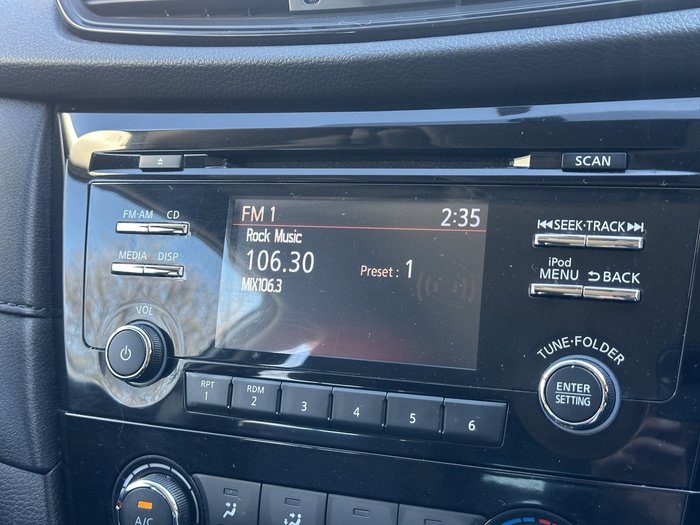 SCAN
FM·AM CD
FM 1 2:35
SEEK·TRACK
Rock Music
MEDIA DISP
106.30 Preset : 1
iPod
MENU BACK
MIX106.3
VOL
TUNE·FOLDER
RPT RDM
1 2 3 4 5 6
ENTER
SETTING
A/C